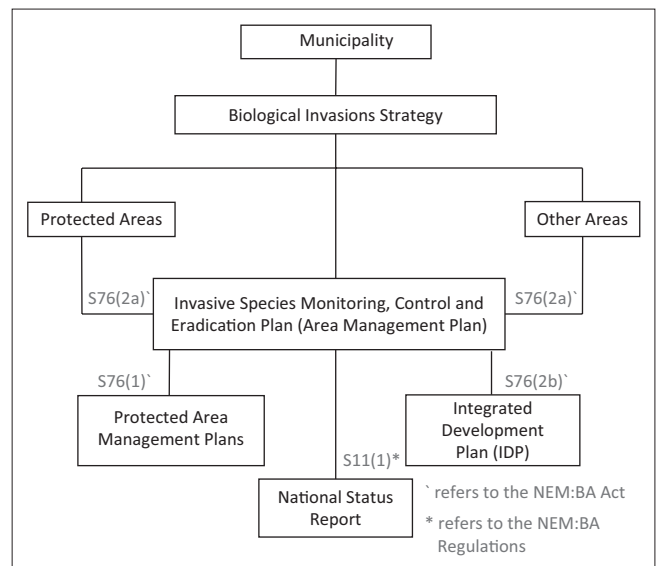 Municipality
Biological Invasions Strategy
Protected Areas
Other Areas
S76(2a)`
S76(2a)`
Invasive Species Monitoring, Control and
Eradication Plan (Area Management Plan)
S76(1)`
S76(2b)`
Protected Area
Management Plans
Integrated
Development
Plan (IDP)
S11(1)*
National Status
Report
` refers to the NEM:BA Act
* refers to the NEM:BA
Regulations